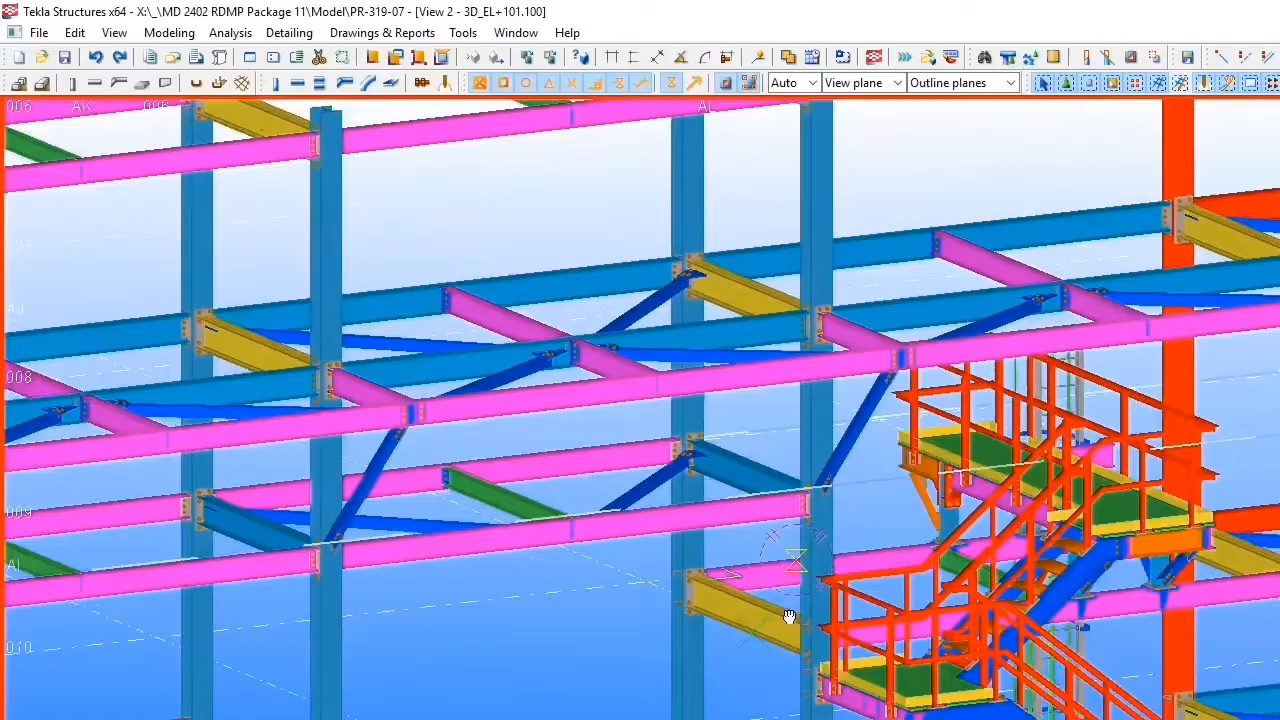 Tekla Structures x64 - X:\_\MD 2402 RDMP Package 11\Model\PR-319-07 - [View 2 - 3D_EL+101.100]
File Edit View Modeling Analysis Detailing Drawings & Reports Tools Window Help
Auto View plane Outline planes
006 AK 006 AL
008
009
AI
010